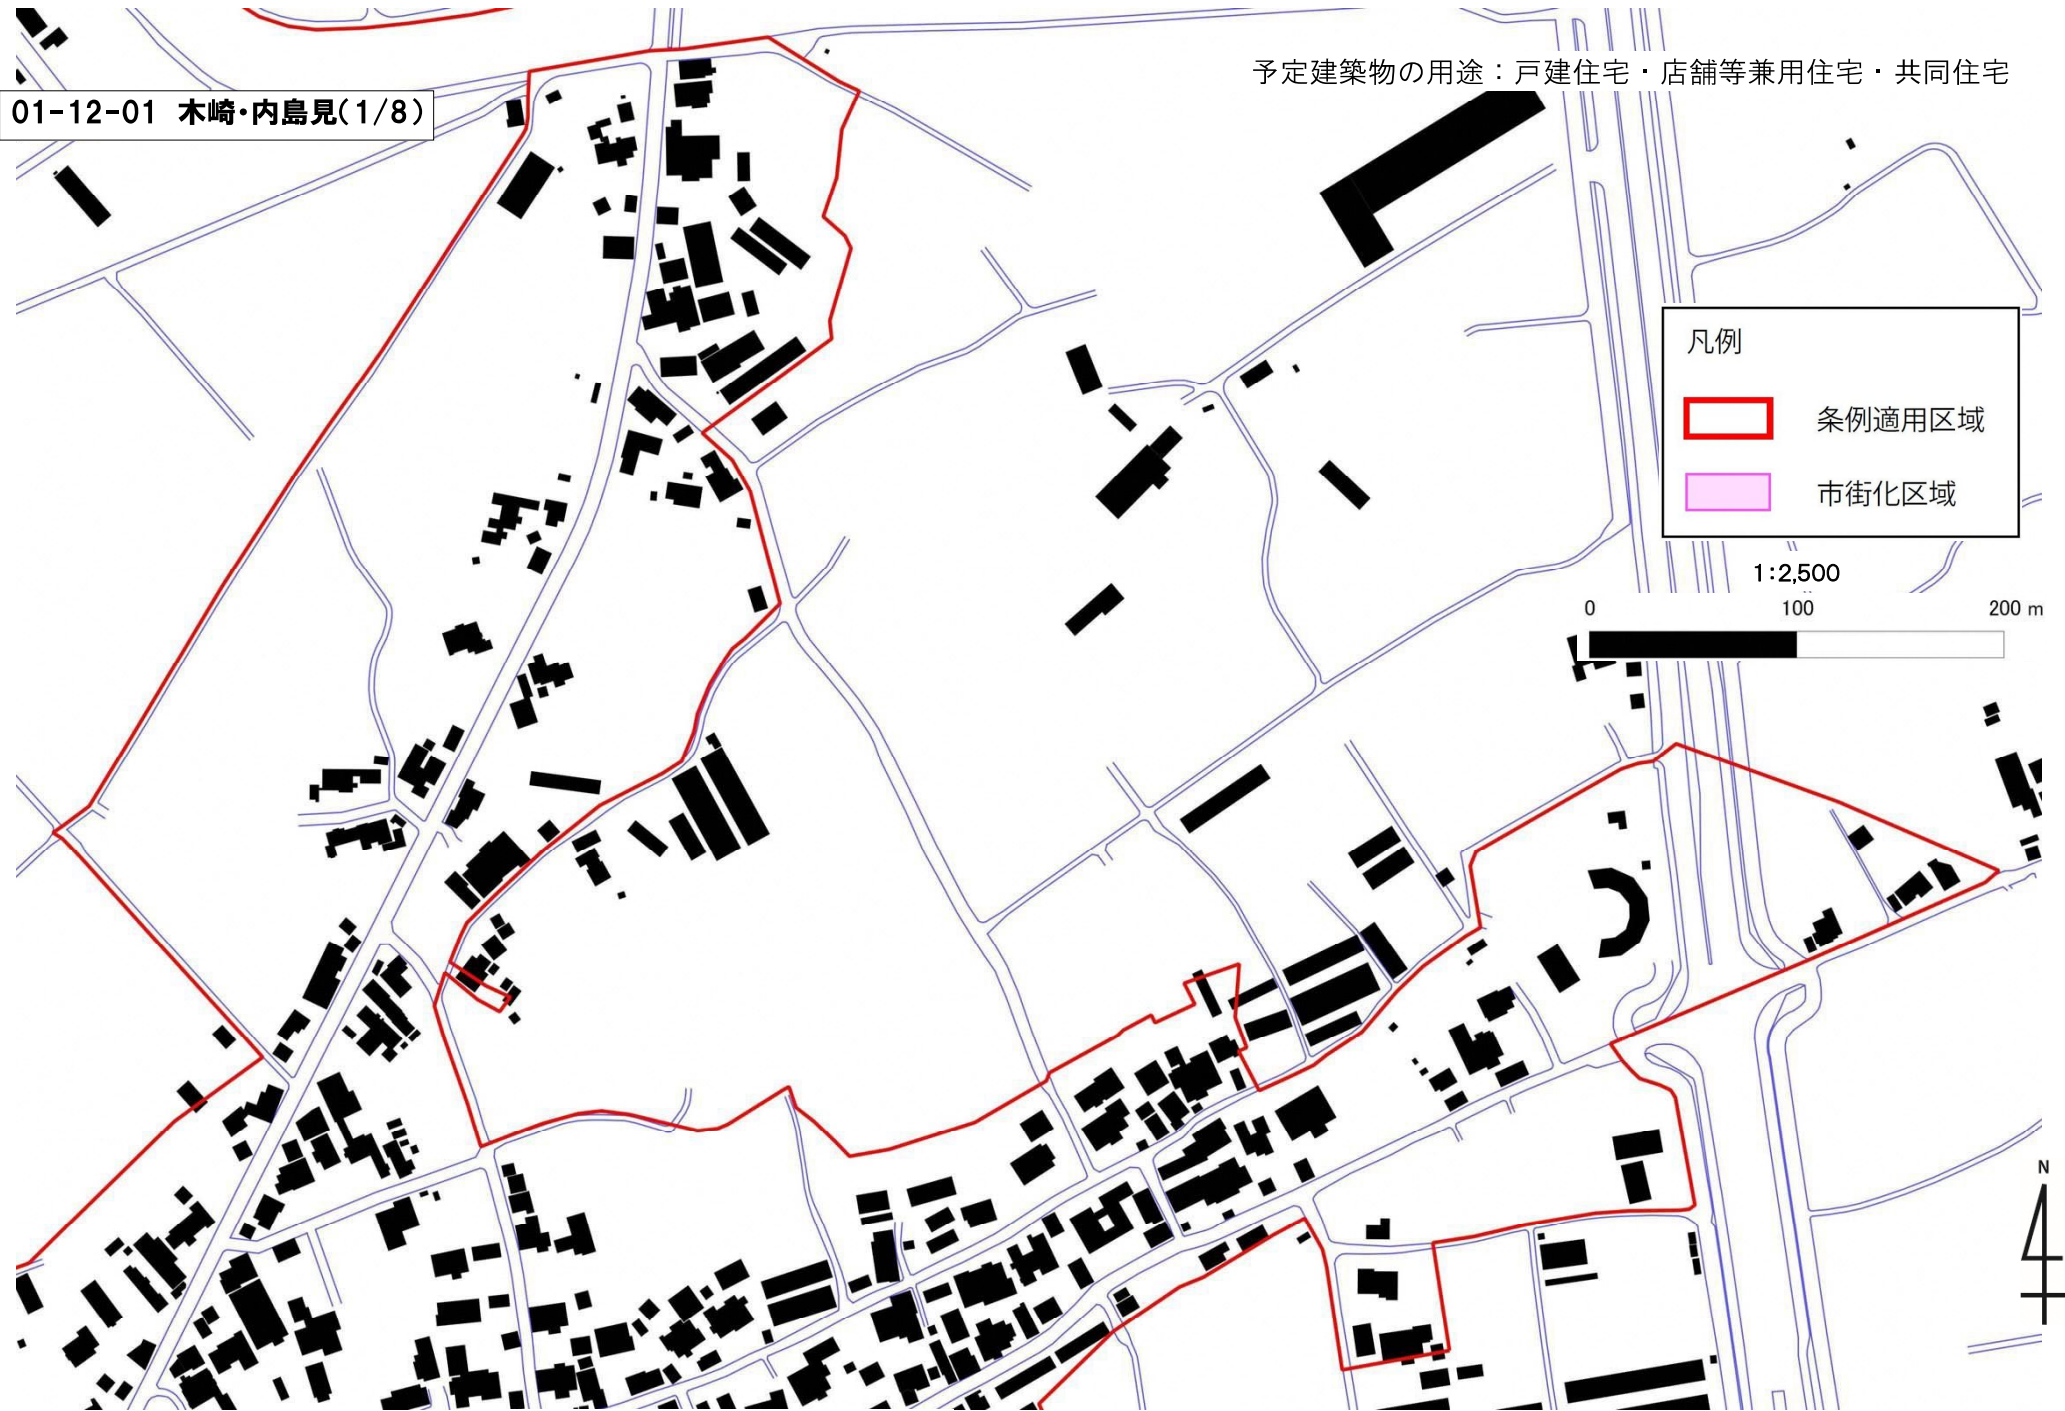 予定建築物の用途：戸建住宅・店舗等兼用住宅・共同住宅
01-12-01 木崎・内島見（1/8）
凡例
条例適用区域
市街化区域
1：2,500
0 100 200 m
N